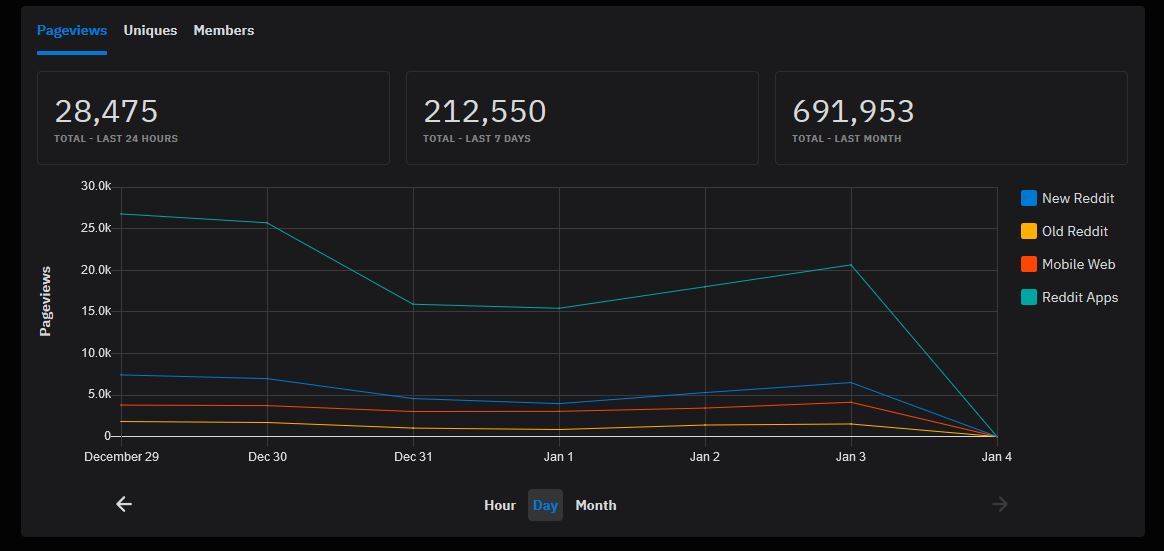 Pageviews Uniques Members
28,475 212,550 691,953
TOTAL - LAST 24 HOURS TOTAL - LAST 7 DAYS TOTAL - LAST MONTH
30.0k
25.0k
20.0k
15.0k
10.0k
5.0k
0
Pageviews
New Reddit
Old Reddit
Mobile Web
Reddit Apps
December 29 Dec 30 Dec 31 Jan 1 Jan 2 Jan 3 Jan 4
Hour Day Month